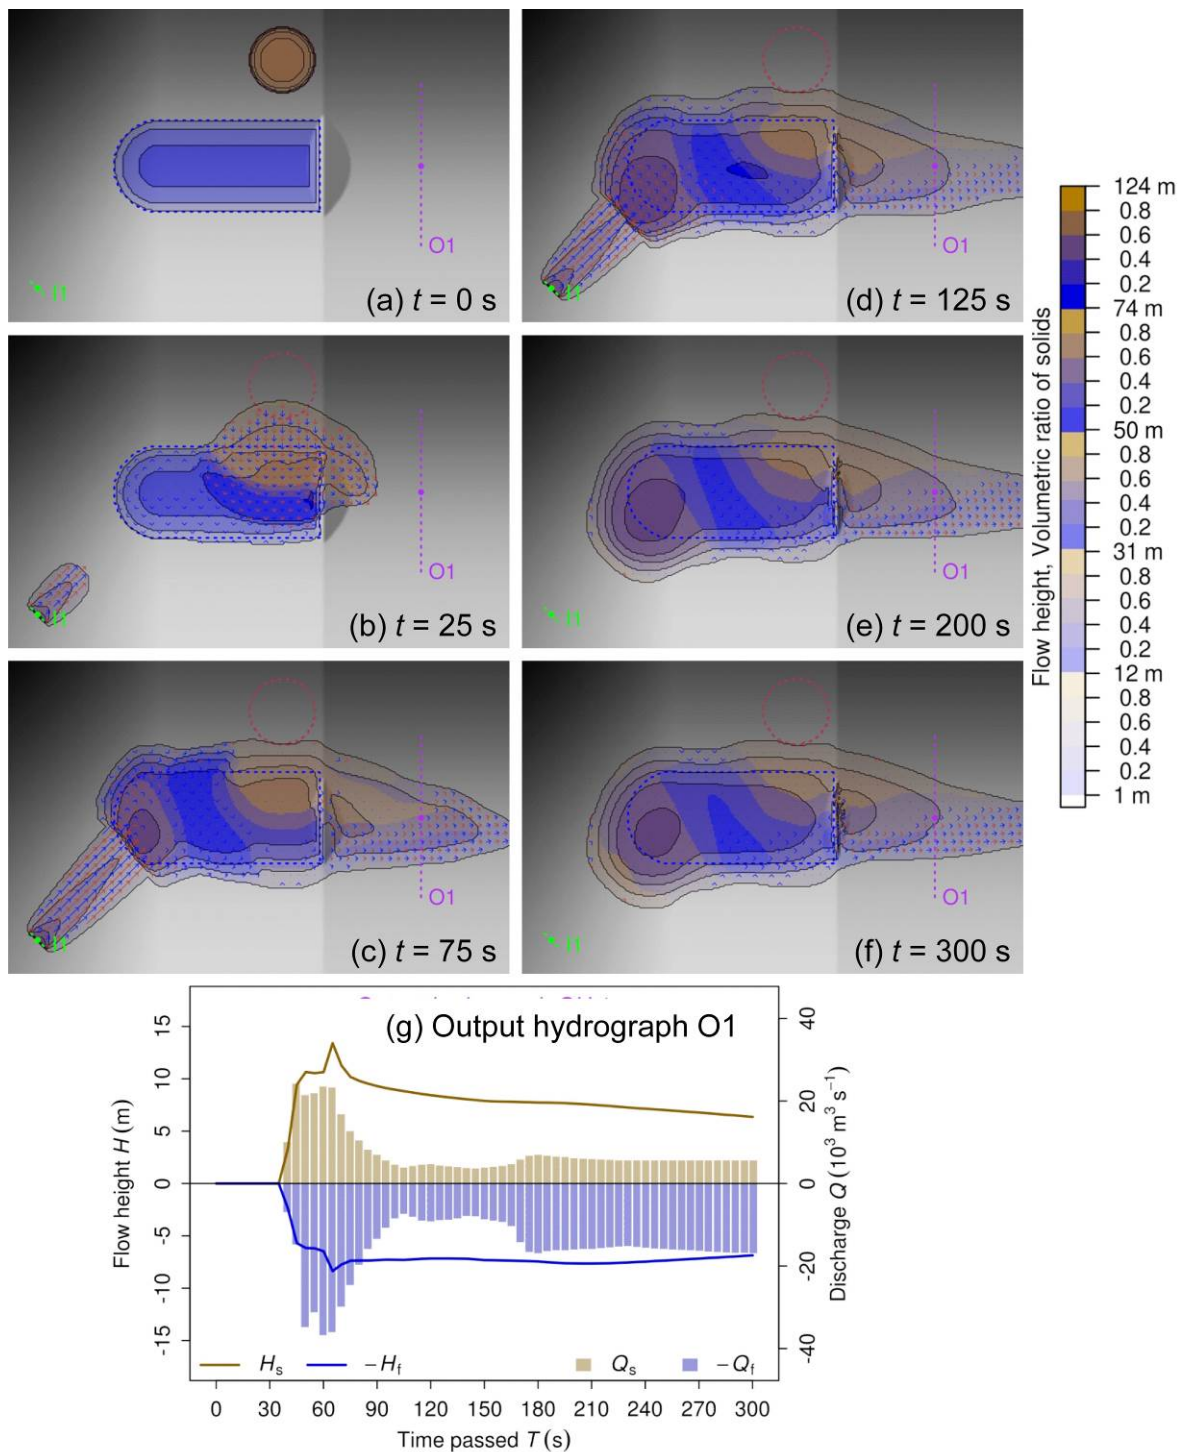 (a) t = 0 s
O1
I1
(d) t = 125 s
O1
I1
(b) t = 25 s
O1
I1
(e) t = 200 s
O1
I1
(c) t = 75 s
O1
I1
(f) t = 300 s
O1
I1
Flow height, Volumetric ratio of solids
124 m
0.8
0.6
0.4
0.2
74 m
0.8
0.6
0.4
0.2
50 m
0.8
0.6
0.4
0.2
31 m
0.8
0.6
0.4
0.2
12 m
0.8
0.6
0.4
0.2
1 m
(g) Output hydrograph O1
Flow height H (m)
15
10
5
0
-5
-10
-15
Discharge Q (10³ m³ s⁻¹)
40
20
0
-20
-40
Hs −Hf Qs −Qf
0 30 60 90 120 150 180 210 240 270 300
Time passed T (s)